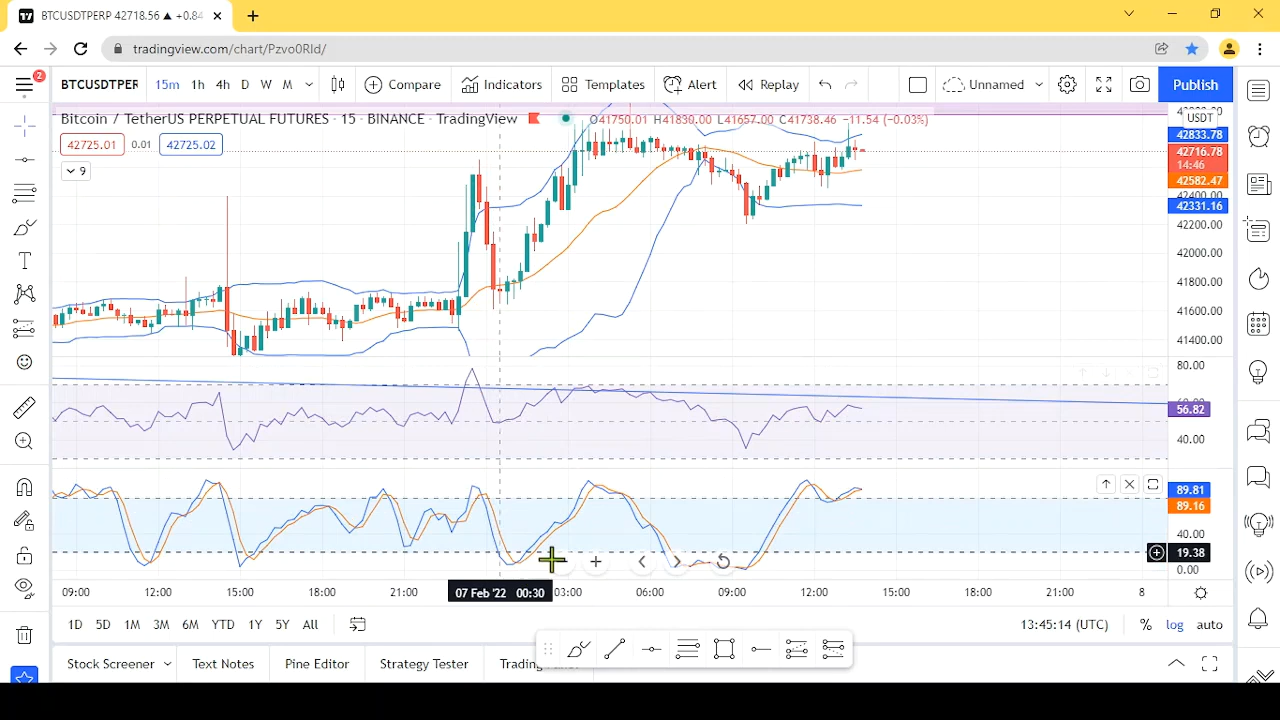 BTCUSDTPERP 42718.56 ▲ +0.84
tradingview.com/chart/Pzvo0RId/
2
BTCUSDTPER 15m 1h 4h D W M Compare Indicators Templates Alert Replay Unnamed Publish
Bitcoin / TetherUS PERPETUAL FUTURES · 15 · BINANCE · TradingView O41750.01 H41830.00 L41657.00 C41738.46 −11.54 (−0.03%)
USDT
42725.01 0.01 42725.02
9
42833.78
42716.78
14:46
42582.47
42400.00
42331.16
42200.00
42000.00
41800.00
41600.00
41400.00
80.00
56.82
40.00
89.81
89.16
40.00
19.38
0.00
09:00 12:00 15:00 18:00 21:00 07 Feb '22 00:30 03:00 06:00 09:00 12:00 15:00 18:00 21:00 8
1D 5D 1M 3M 6M YTD 1Y 5Y All 13:45:14 (UTC) % log auto
Stock Screener Text Notes Pine Editor Strategy Tester